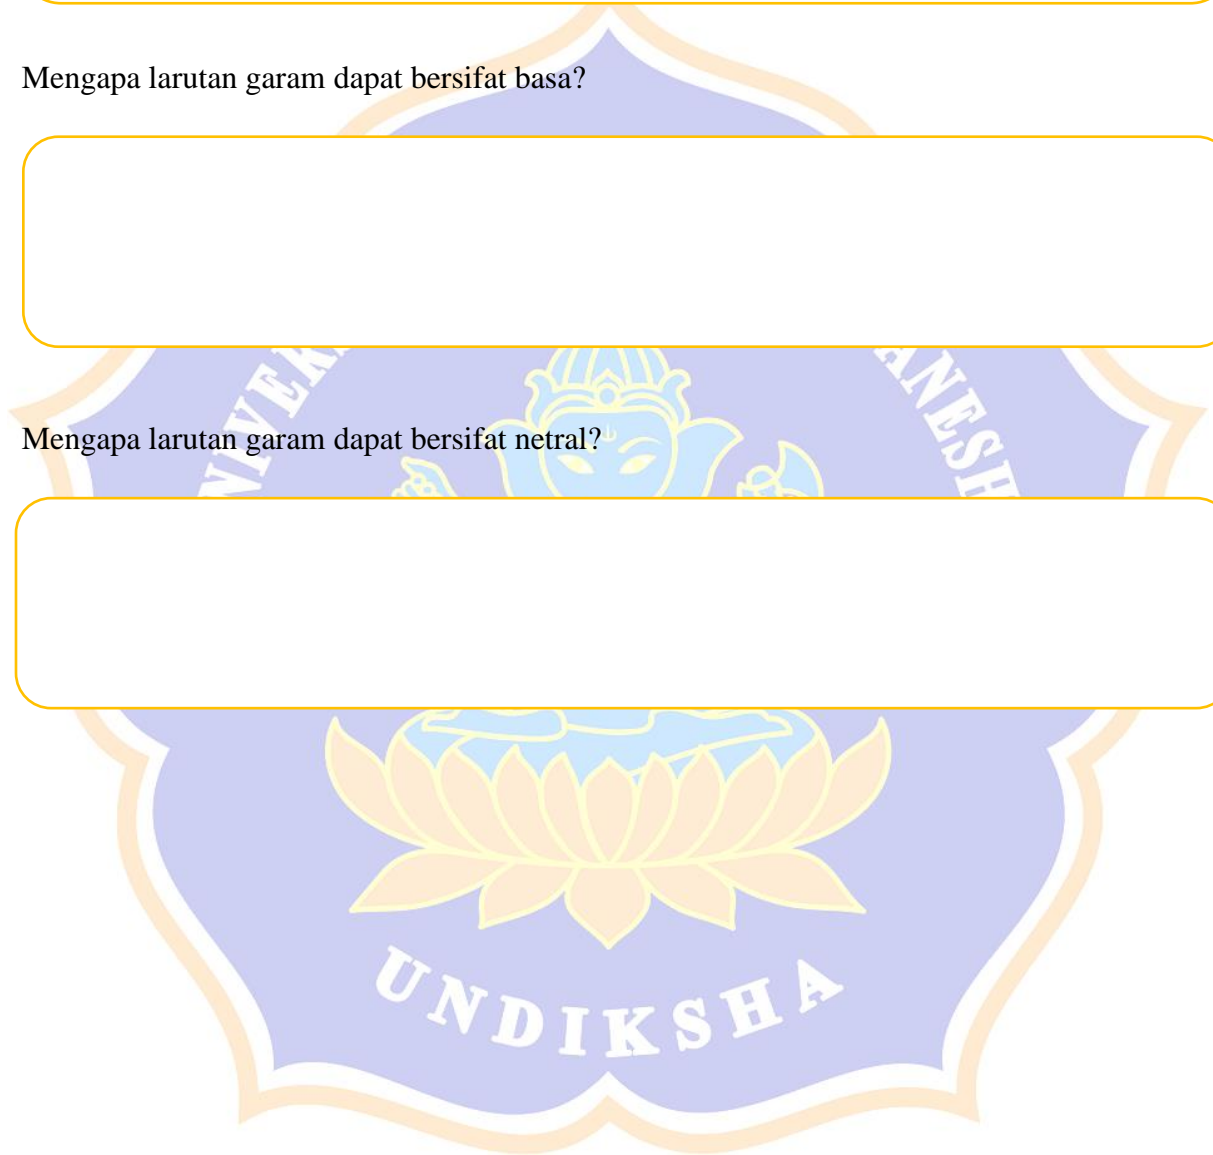 Mengapa larutan garam dapat bersifat basa?
Mengapa larutan garam dapat bersifat netral?
UNDIKSHA